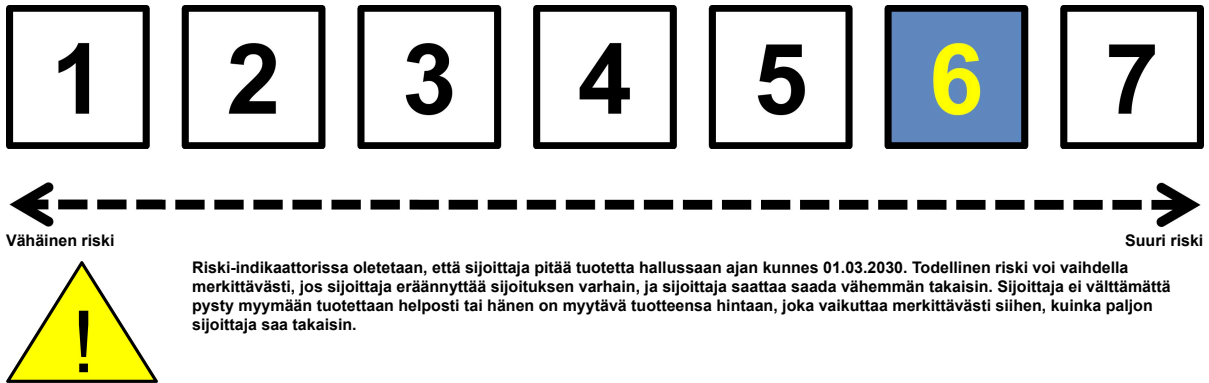 1 2 3 4 5 6 7
Vähäinen riski Suuri riski
Riski-indikaattorissa oletetaan, että sijoittaja pitää tuotetta hallussaan ajan kunnes 01.03.2030. Todellinen riski voi vaihdella
merkittävästi, jos sijoittaja eräännyttää sijoituksen varhain, ja sijoittaja saattaa saada vähemmän takaisin. Sijoittaja ei välttämättä
pysty myymään tuotettaan helposti tai hänen on myytävä tuotteensa hintaan, joka vaikuttaa merkittävästi siihen, kuinka paljon
sijoittaja saa takaisin.
!